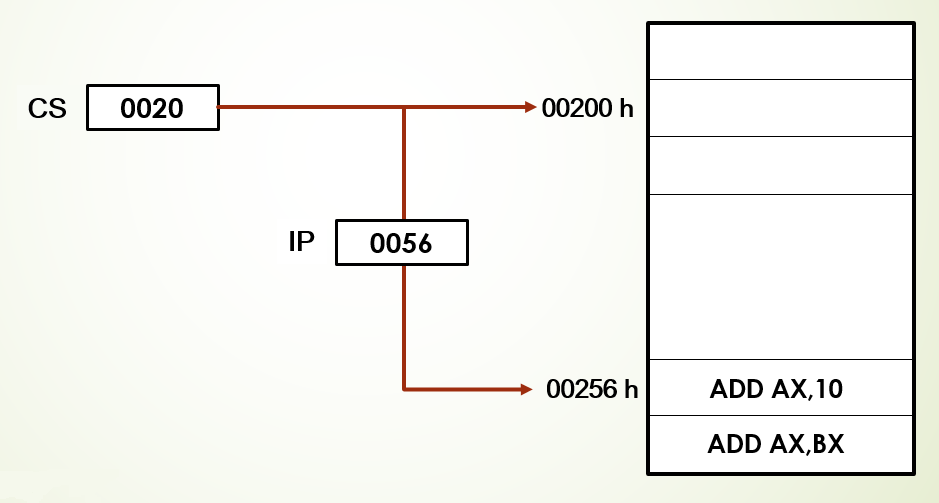 CS
0020
00200 h
IP
0056
00256 h
ADD AX,10
ADD AX,BX